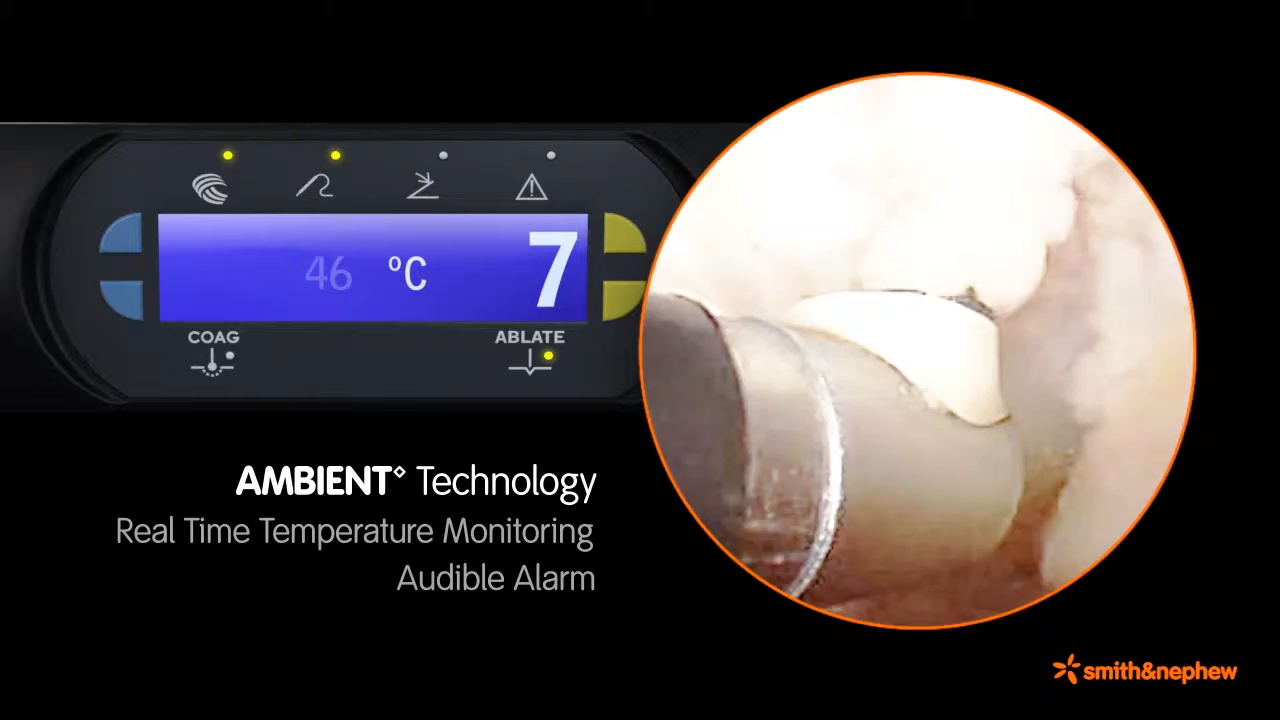 46 °C 7
COAG
ABLATE
AMBIENT° Technology
Real Time Temperature Monitoring
Audible Alarm
smith&nephew